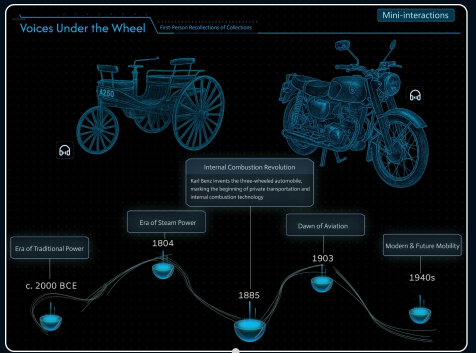 Mini-interactions
Voices Under the Wheel
First-Person Recollections of Collections
A250
Internal Combustion Revolution
Karl Benz invents the three-wheeled automobile,
marking the beginning of private transportation and
internal combustion technology
Era of Steam Power
1804
Dawn of Aviation
1903
Era of Traditional Power
c. 2000 BCE
Modern & Future Mobility
1940s
1885